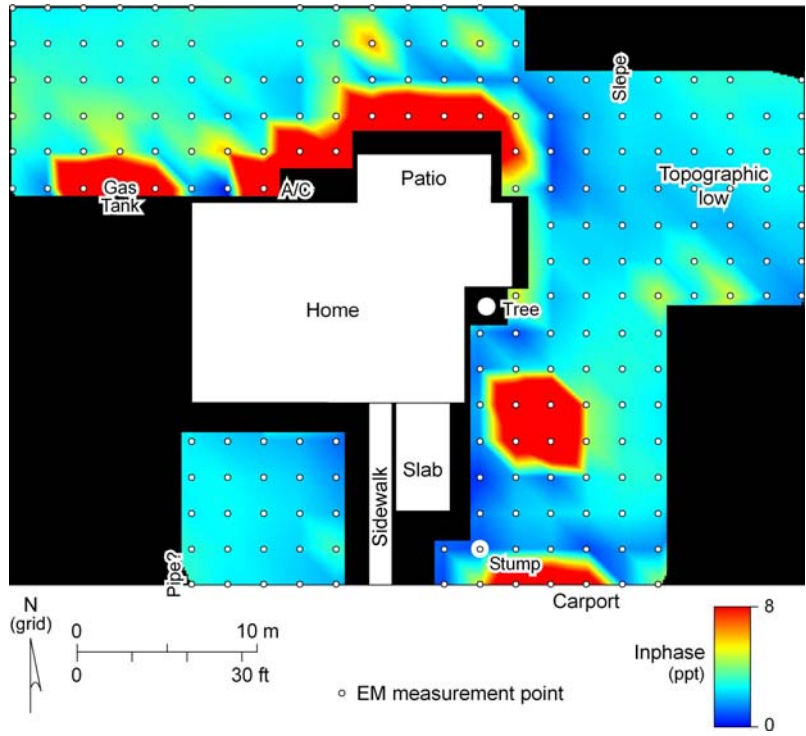 Slope
Gas
Tank
A/C
Patio
Topographic
low
Home
Tree
Sidewalk
Slab
Pipe?
Stump
Carport
N
(grid)
0 10 m
0 30 ft
EM measurement point
Inphase
(ppt)
8
0